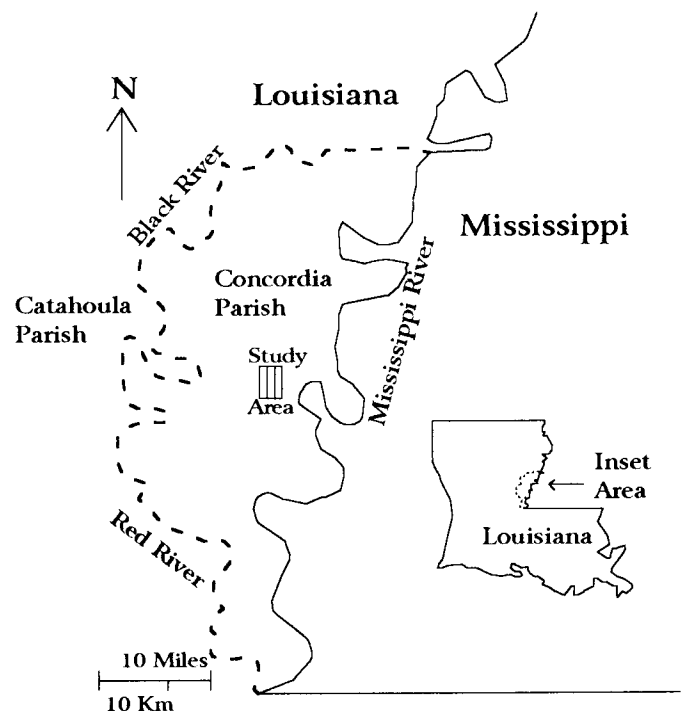 N
Louisiana
Black River
Mississippi
Concordia
Parish
Catahoula
Parish
Mississippi River
Study
Area
Inset
Area
Louisiana
Red River
10 Miles
10 Km